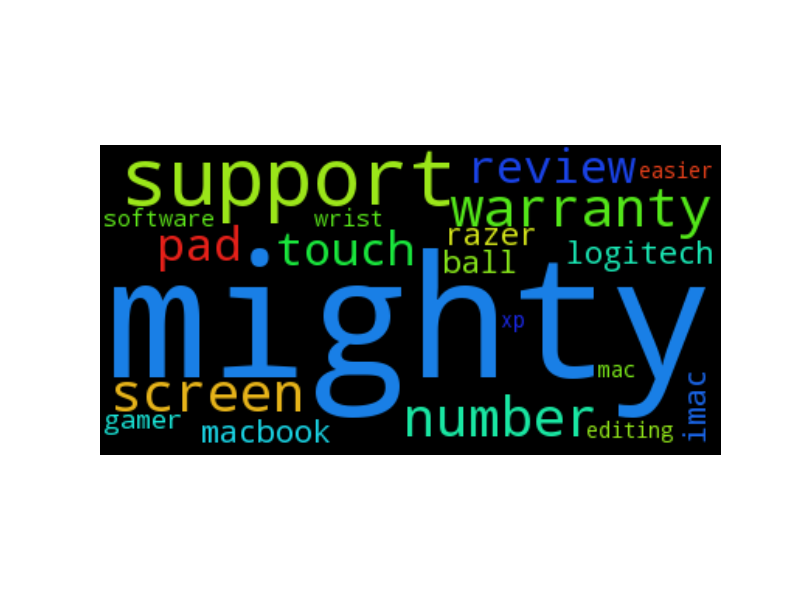 support
review
easier
software
wrist
warranty
pad
touch
razer
ball
logitech
mighty
xp
mac
screen
imac
gamer
macbook
number
editing